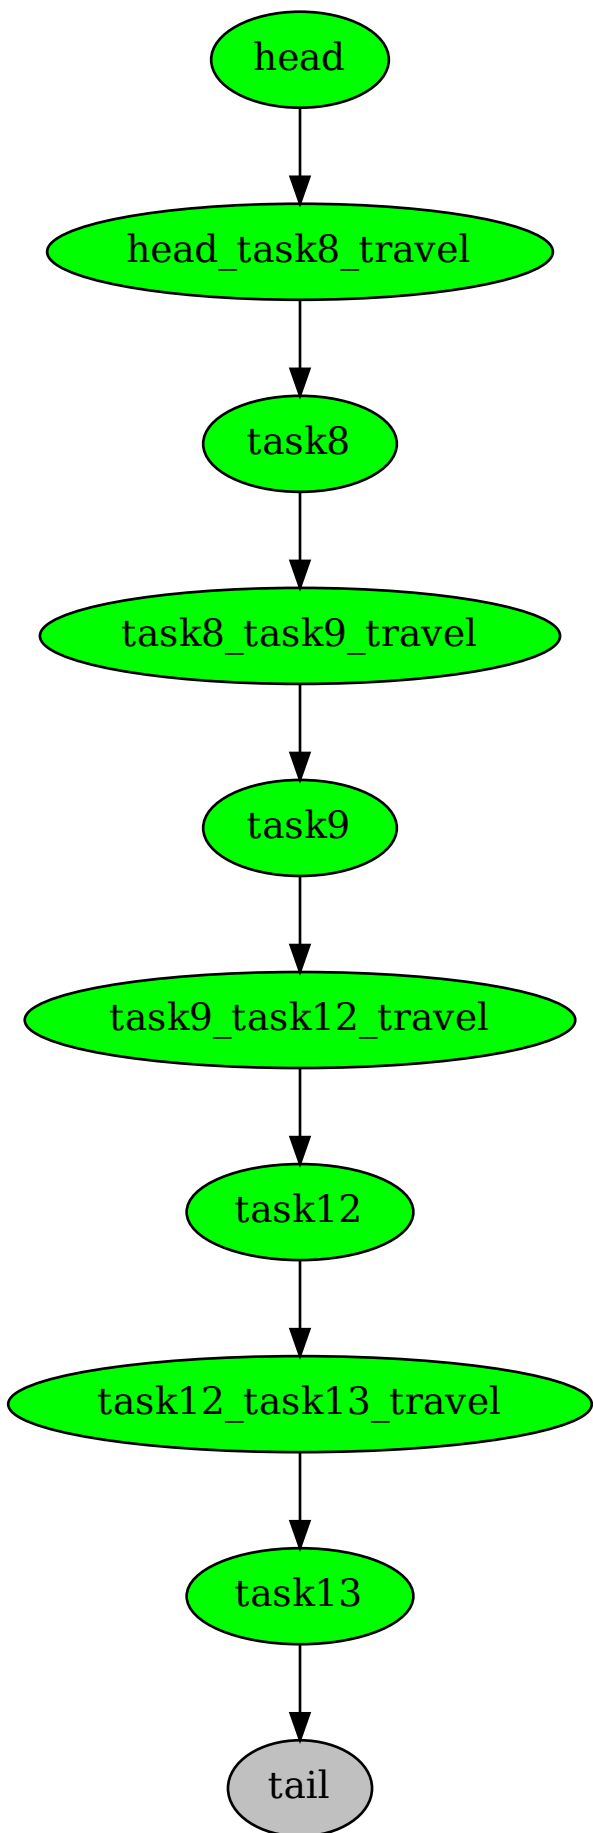 head
head_task8_travel
task8
task8_task9_travel
task9
task9_task12_travel
task12
task12_task13_travel
task13
tail